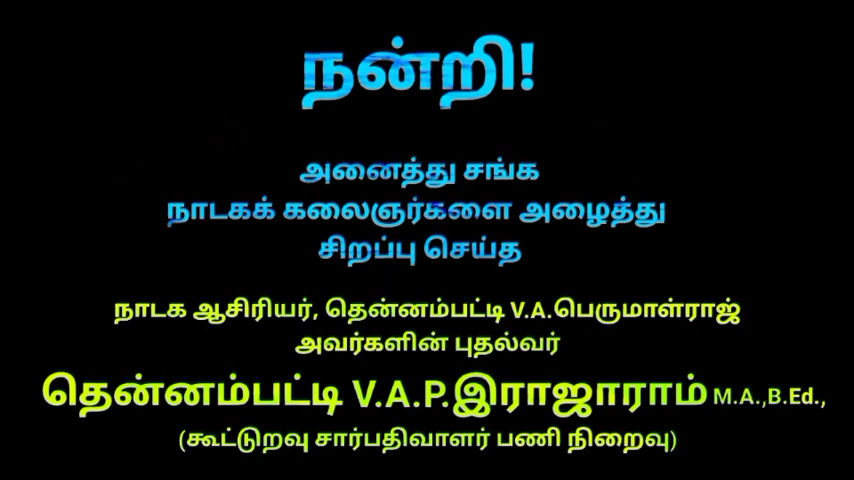 நன்றி!
அனைத்து சங்க
நாடகக் கலைஞர்களை அழைத்து
சிறப்பு செய்த
நாடக ஆசிரியர், தென்னம்பட்டி V.A.பெருமாள்ராஜ்
அவர்களின் புதல்வர்
தென்னம்பட்டி V.A.P.இராஜாராம் M.A.,B.Ed.,
(கூட்டுறவு சார்பதிவாளர் பணி நிறைவு)